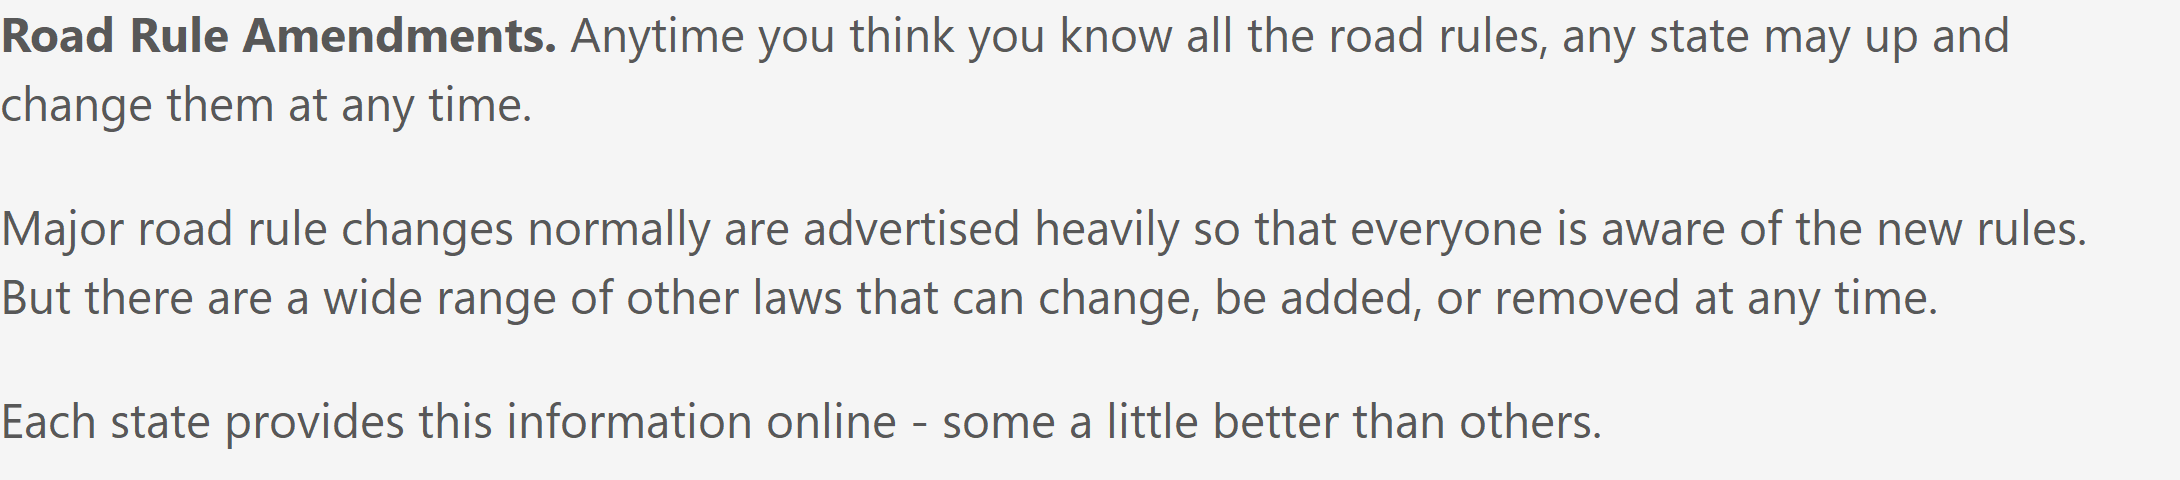 Road Rule Amendments. Anytime you think you know all the road rules, any state may up and
change them at any time.
Major road rule changes normally are advertised heavily so that everyone is aware of the new rules.
But there are a wide range of other laws that can change, be added, or removed at any time.
Each state provides this information online - some a little better than others.